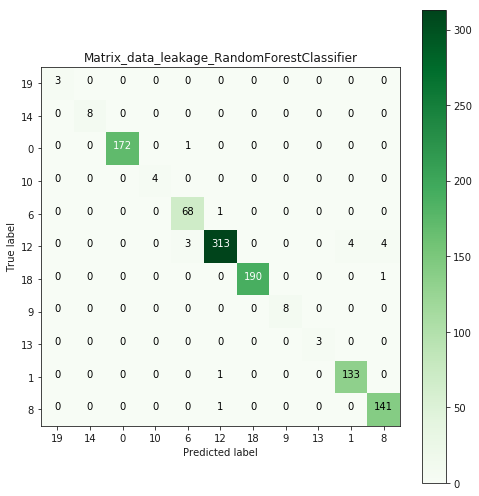 Matrix_data_leakage_RandomForestClassifier
True label
19 3 0 0 0 0 0 0 0 0 0 0
14 0 8 0 0 0 0 0 0 0 0 0
0 0 0 172 0 1 0 0 0 0 0 0
10 0 0 0 4 0 0 0 0 0 0 0
6 0 0 0 0 68 1 0 0 0 0 0
12 0 0 0 0 3 313 0 0 0 4 4
18 0 0 0 0 0 0 190 0 0 0 1
9 0 0 0 0 0 0 0 8 0 0 0
13 0 0 0 0 0 0 0 0 3 0 0
1 0 0 0 0 0 1 0 0 0 133 0
8 0 0 0 0 0 1 0 0 0 0 141
19 14 0 10 6 12 18 9 13 1 8
Predicted label
300
250
200
150
100
50
0